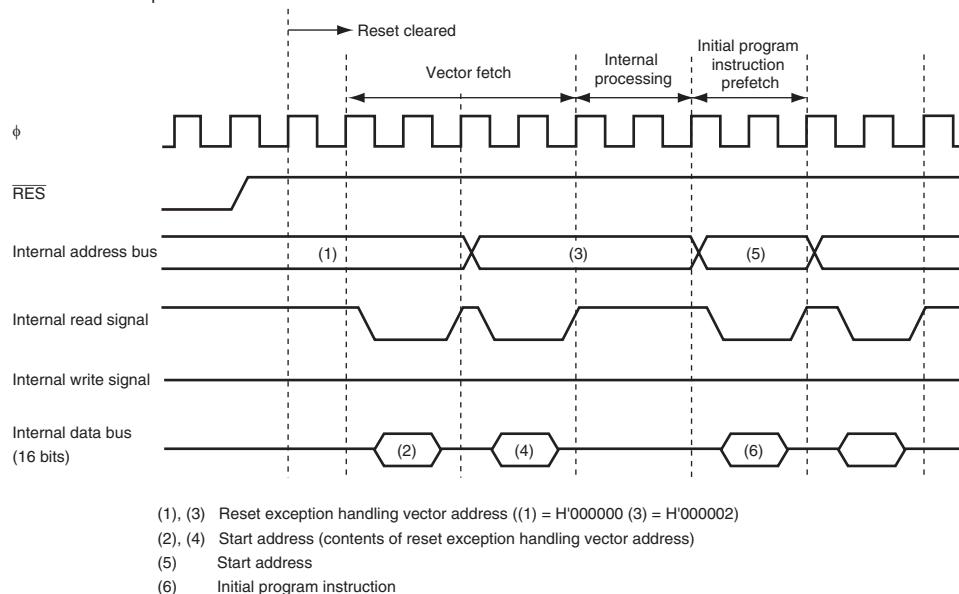 Reset cleared
Vector fetch
Internal
processing
Initial program
instruction
prefetch
ϕ
RES
Internal address bus
(1)
(3)
(5)
Internal read signal
Internal write signal
Internal data bus
(16 bits)
(2)
(4)
(6)
(1), (3) Reset exception handling vector address ((1) = H'000000 (3) = H'000002)
(2), (4) Start address (contents of reset exception handling vector address)
(5) Start address
(6) Initial program instruction